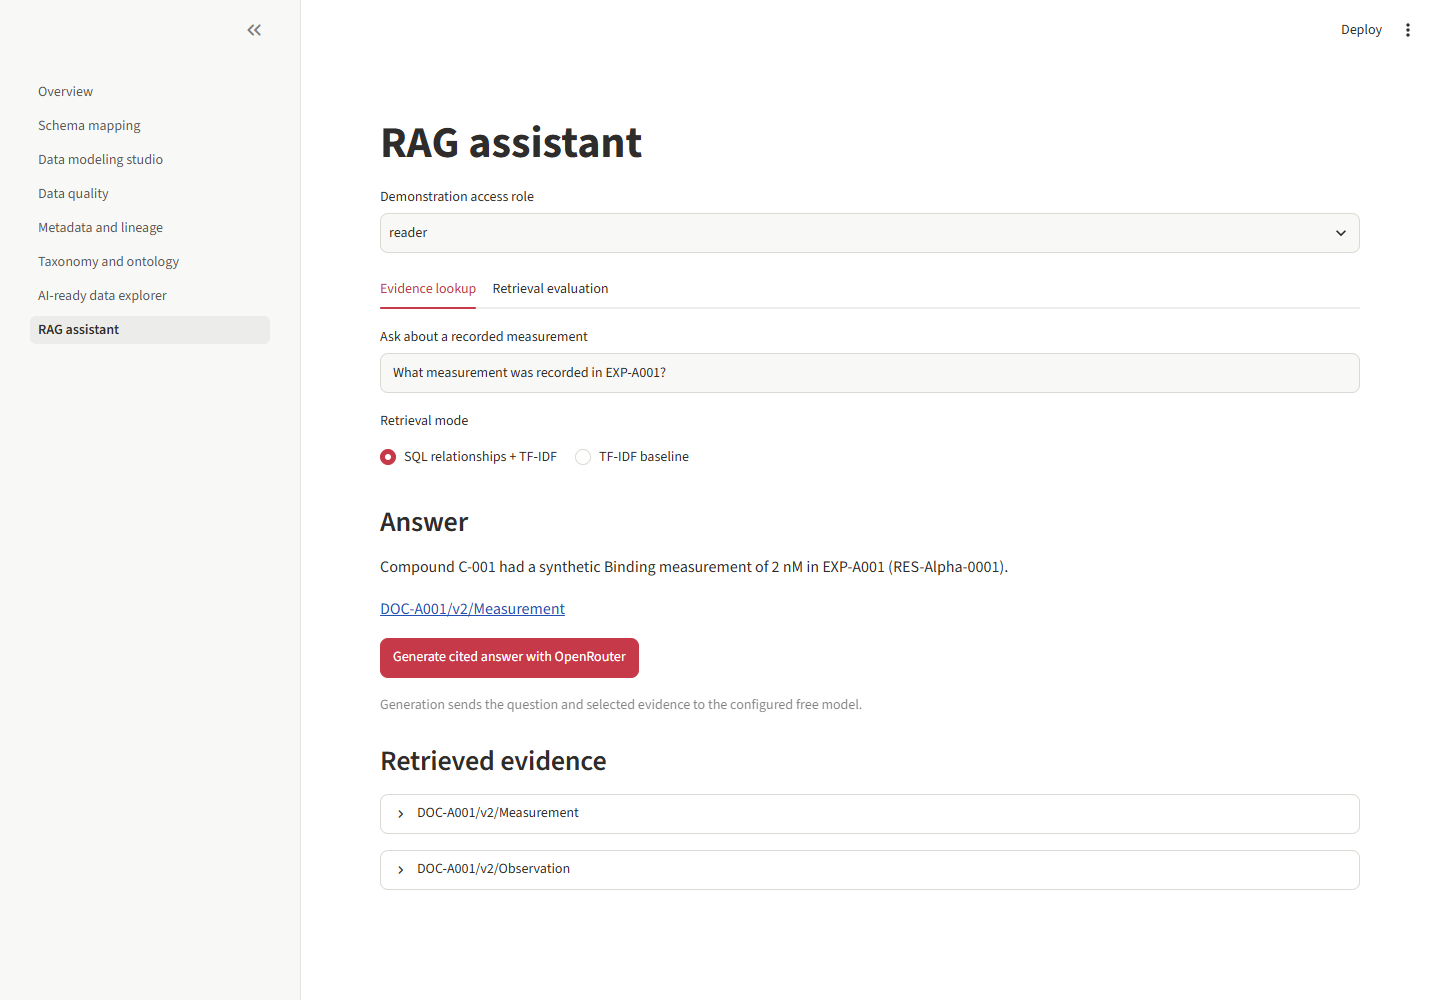 Deploy
Overview
Schema mapping
Data modeling studio
Data quality
Metadata and lineage
Taxonomy and ontology
AI-ready data explorer
RAG assistant
RAG assistant
Demonstration access role
reader
Evidence lookup Retrieval evaluation
Ask about a recorded measurement
What measurement was recorded in EXP-A001?
Retrieval mode
SQL relationships + TF-IDF TF-IDF baseline
Answer
Compound C-001 had a synthetic Binding measurement of 2 nM in EXP-A001 (RES-Alpha-0001).
DOC-A001/v2/Measurement
Generate cited answer with OpenRouter
Generation sends the question and selected evidence to the configured free model.
Retrieved evidence
DOC-A001/v2/Measurement
DOC-A001/v2/Observation